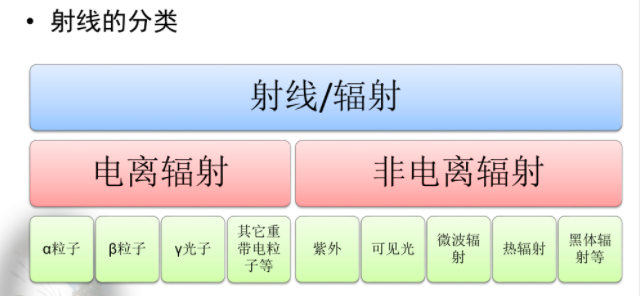 • 射线的分类
射线/辐射
电离辐射
非电离辐射
α粒子
β粒子
γ光子
其它重
带电粒
子等
紫外
可见光
微波辐
射
热辐射
黑体辐
射等